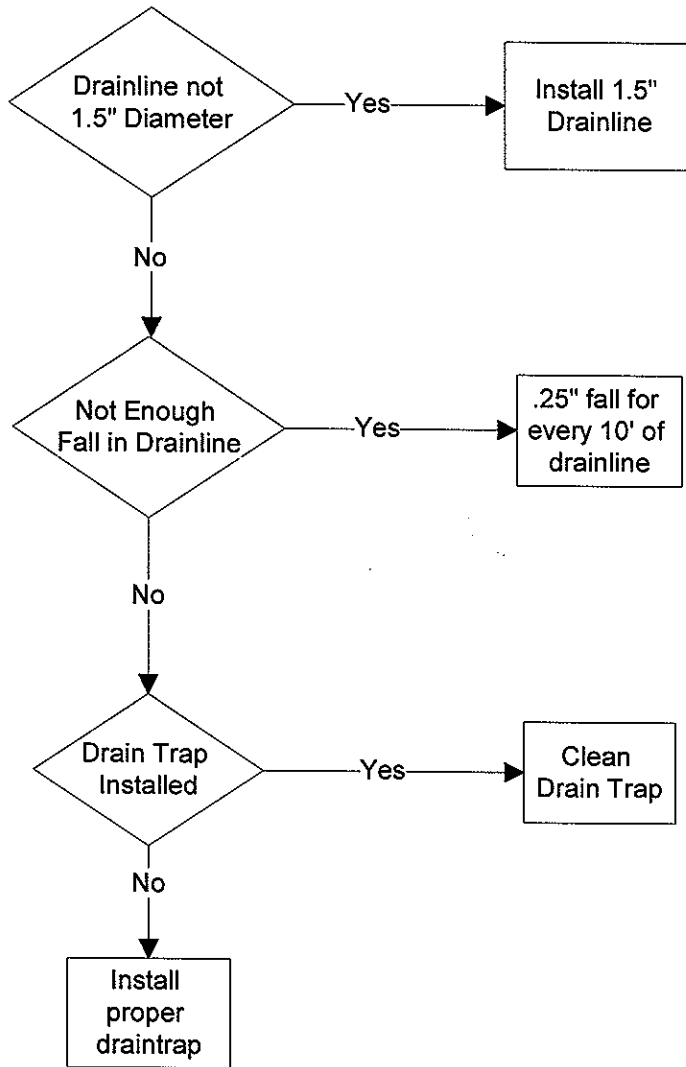 Drainline not
1.5" Diameter
Yes
Install 1.5"
Drainline
No
Not Enough
Fall in Drainline
Yes
.25" fall for
every 10' of
drainline
No
Drain Trap
Installed
Yes
Clean
Drain Trap
No
Install
proper
draintrap